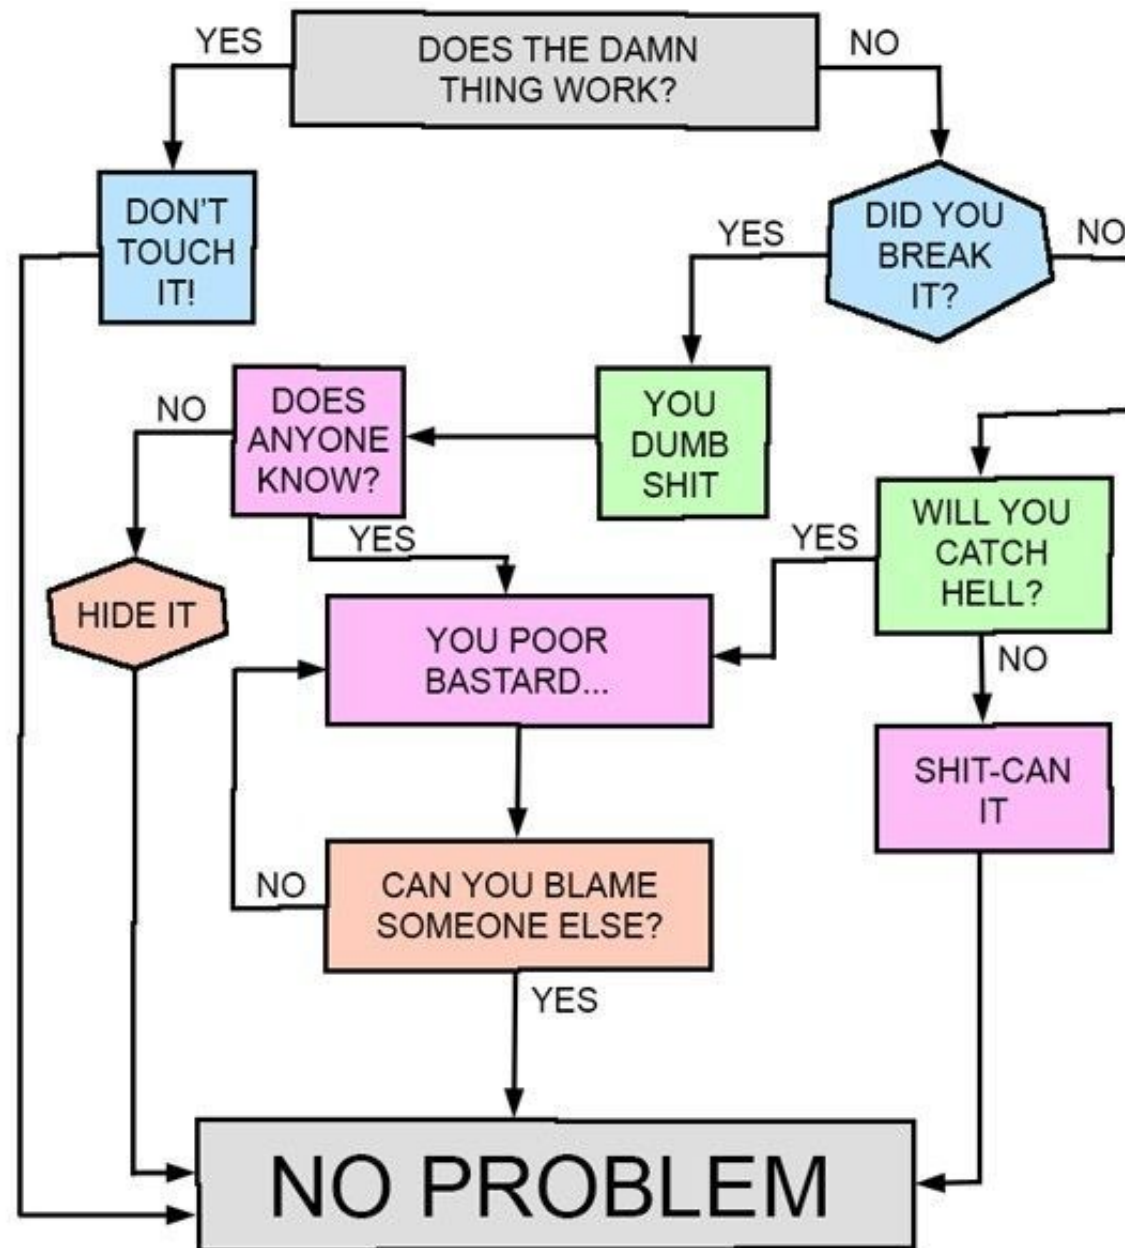 YES
DOES THE DAMN
THING WORK?
NO
DON'T
TOUCH
IT!
YES
DID YOU
BREAK
IT?
NO
NO
DOES
ANYONE
KNOW?
YOU
DUMB
SHIT
YES
YES
WILL YOU
CATCH
HELL?
HIDE IT
YOU POOR
BASTARD...
NO
SHIT-CAN
IT
NO
CAN YOU BLAME
SOMEONE ELSE?
YES
NO PROBLEM